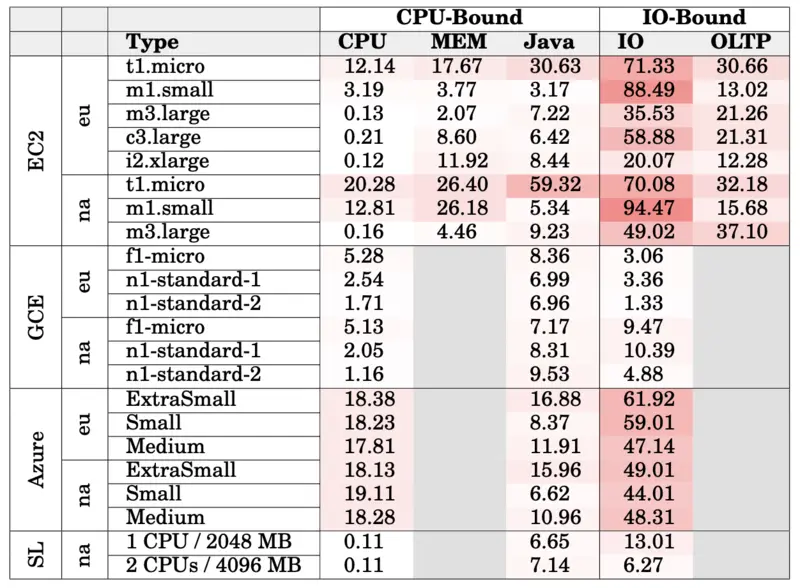 CPU-Bound IO-Bound
Type CPU MEM Java IO OLTP
EC2 eu t1.micro 12.14 17.67 30.63 71.33 30.66
m1.small 3.19 3.77 3.17 88.49 13.02
m3.large 0.13 2.07 7.22 35.53 21.26
c3.large 0.21 8.60 6.42 58.88 21.31
i2.xlarge 0.12 11.92 8.44 20.07 12.28
na t1.micro 20.28 26.40 59.32 70.08 32.18
m1.small 12.81 26.18 5.34 94.47 15.68
m3.large 0.16 4.46 9.23 49.02 37.10
GCE eu f1-micro 5.28 8.36 3.06
n1-standard-1 2.54 6.99 3.36
n1-standard-2 1.71 6.96 1.33
na f1-micro 5.13 7.17 9.47
n1-standard-1 2.05 8.31 10.39
n1-standard-2 1.16 9.53 4.88
Azure eu ExtraSmall 18.38 16.88 61.92
Small 18.23 8.37 59.01
Medium 17.81 11.91 47.14
na ExtraSmall 18.13 15.96 49.01
Small 19.11 6.62 44.01
Medium 18.28 10.96 48.31
SL na 1 CPU / 2048 MB 0.11 6.65 13.01
2 CPUs / 4096 MB 0.11 7.14 6.27